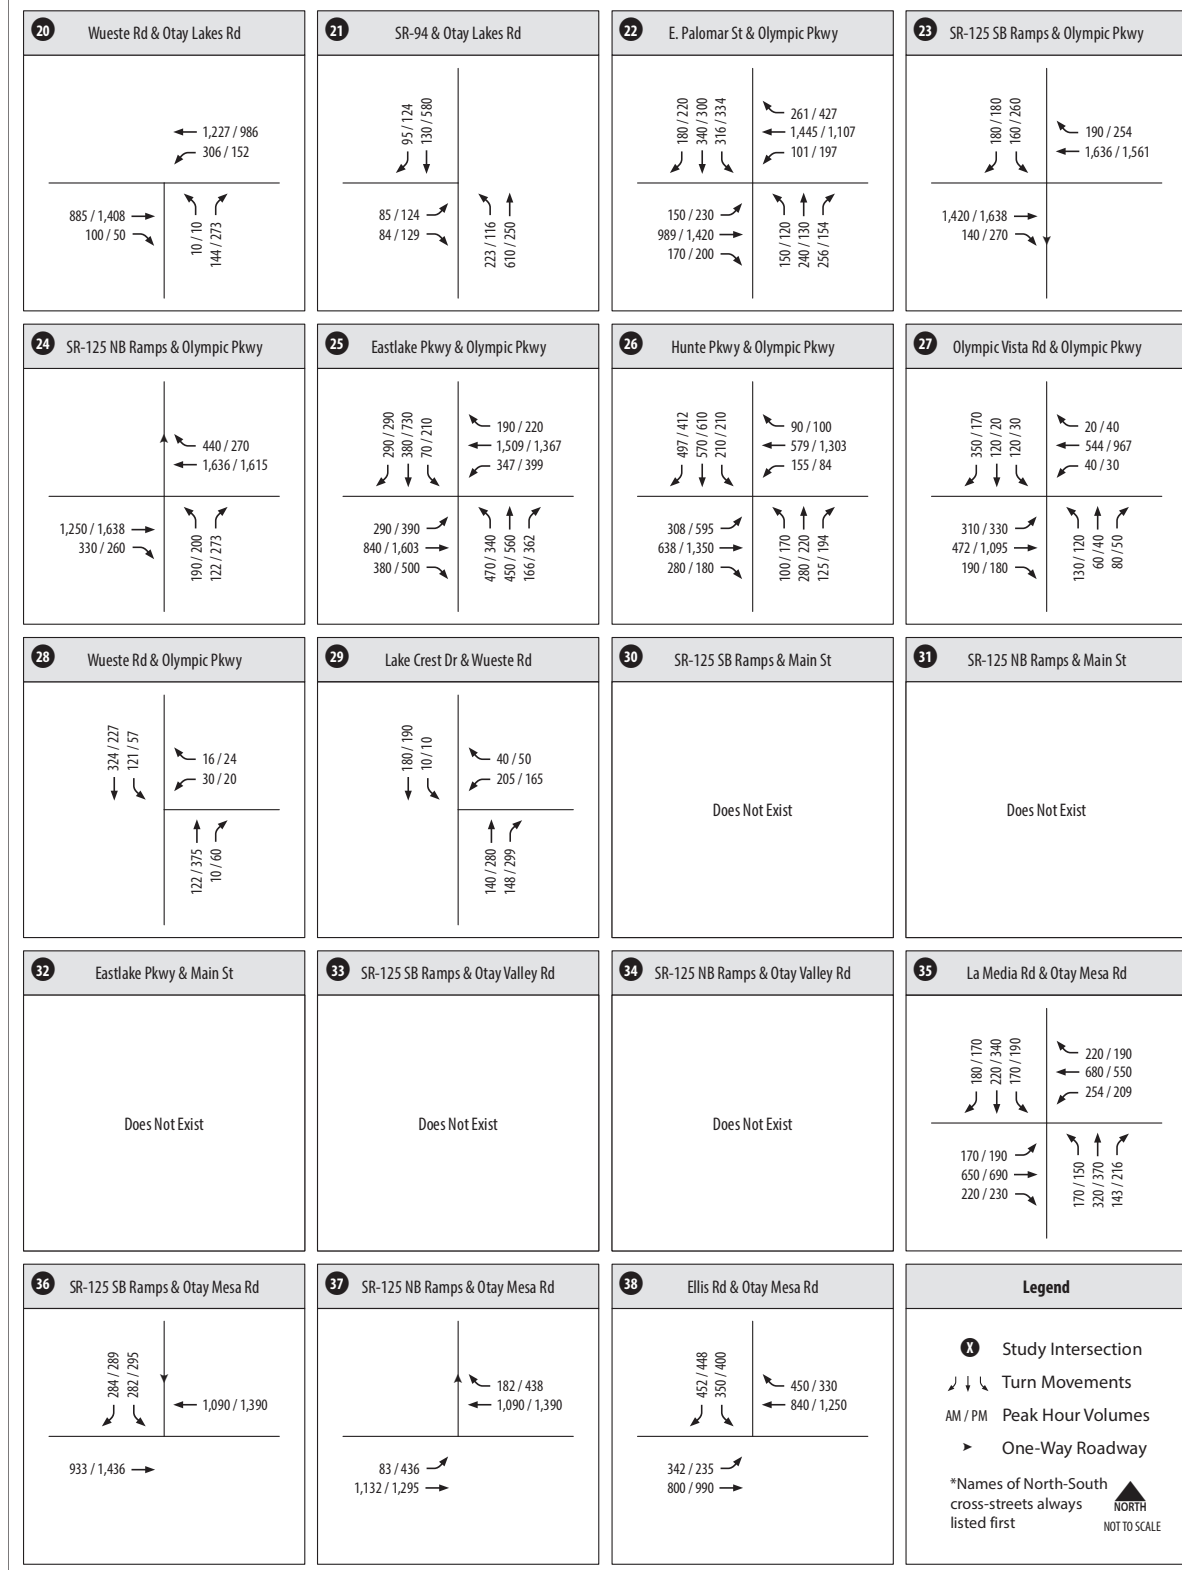 20 Wueste Rd & Otay Lakes Rd
1,227 / 986
306 / 152
885 / 1,408
100 / 50
10 / 10
144 / 273
21 SR-94 & Otay Lakes Rd
95 / 124
130 / 580
85 / 124
84 / 129
223 / 116
610 / 250
22 E. Palomar St & Olympic Pkwy
180 / 220
340 / 300
316 / 334
261 / 427
1,445 / 1,107
101 / 197
150 / 230
989 / 1,420
170 / 200
150 / 120
240 / 130
256 / 154
23 SR-125 SB Ramps & Olympic Pkwy
180 / 180
160 / 260
190 / 254
1,636 / 1,561
1,420 / 1,638
140 / 270
24 SR-125 NB Ramps & Olympic Pkwy
440 / 270
1,636 / 1,615
1,250 / 1,638
330 / 260
190 / 200
122 / 273
25 Eastlake Pkwy & Olympic Pkwy
290 / 290
380 / 730
70 / 210
190 / 220
1,509 / 1,367
347 / 399
290 / 390
840 / 1,603
380 / 500
470 / 340
450 / 560
166 / 362
26 Hunte Pkwy & Olympic Pkwy
497 / 412
570 / 610
210 / 210
90 / 100
579 / 1,303
155 / 84
308 / 595
638 / 1,350
280 / 180
100 / 170
280 / 220
125 / 194
27 Olympic Vista Rd & Olympic Pkwy
350 / 170
120 / 20
120 / 30
20 / 40
544 / 967
40 / 30
310 / 330
472 / 1,095
190 / 180
130 / 120
60 / 40
80 / 50
28 Wueste Rd & Olympic Pkwy
324 / 227
121 / 57
16 / 24
30 / 20
122 / 375
10 / 60
29 Lake Crest Dr & Wueste Rd
180 / 190
10 / 10
40 / 50
205 / 165
140 / 280
148 / 299
30 SR-125 SB Ramps & Main St
Does Not Exist
31 SR-125 NB Ramps & Main St
Does Not Exist
32 Eastlake Pkwy & Main St
Does Not Exist
33 SR-125 SB Ramps & Otay Valley Rd
Does Not Exist
34 SR-125 NB Ramps & Otay Valley Rd
Does Not Exist
35 La Media Rd & Otay Mesa Rd
180 / 170
220 / 340
170 / 190
220 / 190
680 / 550
254 / 209
170 / 190
650 / 690
220 / 230
170 / 150
320 / 370
143 / 216
36 SR-125 SB Ramps & Otay Mesa Rd
284 / 289
282 / 295
1,090 / 1,390
933 / 1,436
37 SR-125 NB Ramps & Otay Mesa Rd
182 / 438
1,090 / 1,390
83 / 436
1,132 / 1,295
38 Ellis Rd & Otay Mesa Rd
452 / 448
350 / 400
450 / 330
840 / 1,250
342 / 235
800 / 990
Legend
X Study Intersection
Turn Movements
AM / PM Peak Hour Volumes
One-Way Roadway
*Names of North-South
cross-streets always
listed first
NORTH
NOT TO SCALE